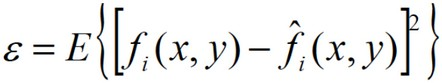 ε = E{[f_i(x, y) − f̂_i(x, y)]²}